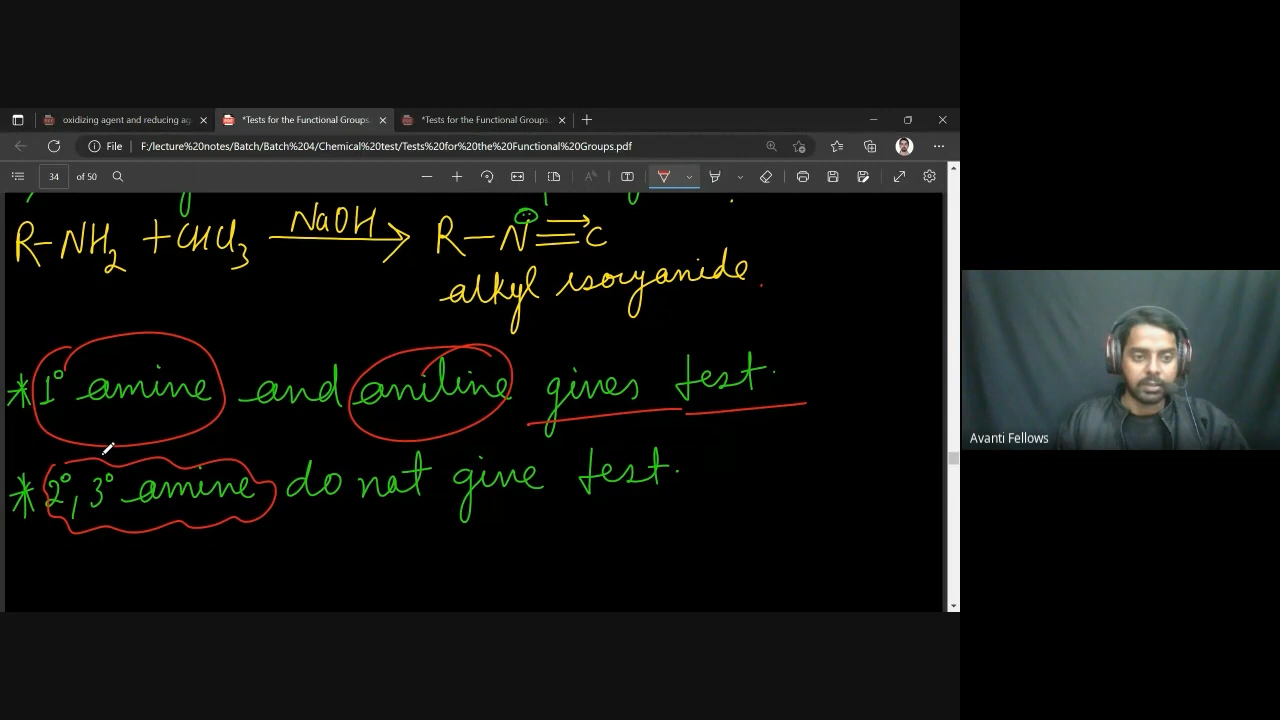 oxidizing agent and reducing ag
*Tests for the Functional Groups.
*Tests for the Functional Groups.
File F:/lecture%20notes/Batch/Batch%204/Chemical%20test/Tests%20for%20the%20Functional%20Groups.pdf
34 of 50
R-NH2 + CHCl3 NaOH R-N≡C
alkyl isocyanide.
*1° amine and aniline gives test.
*2°, 3° amine do not give test.
Avanti Fellows